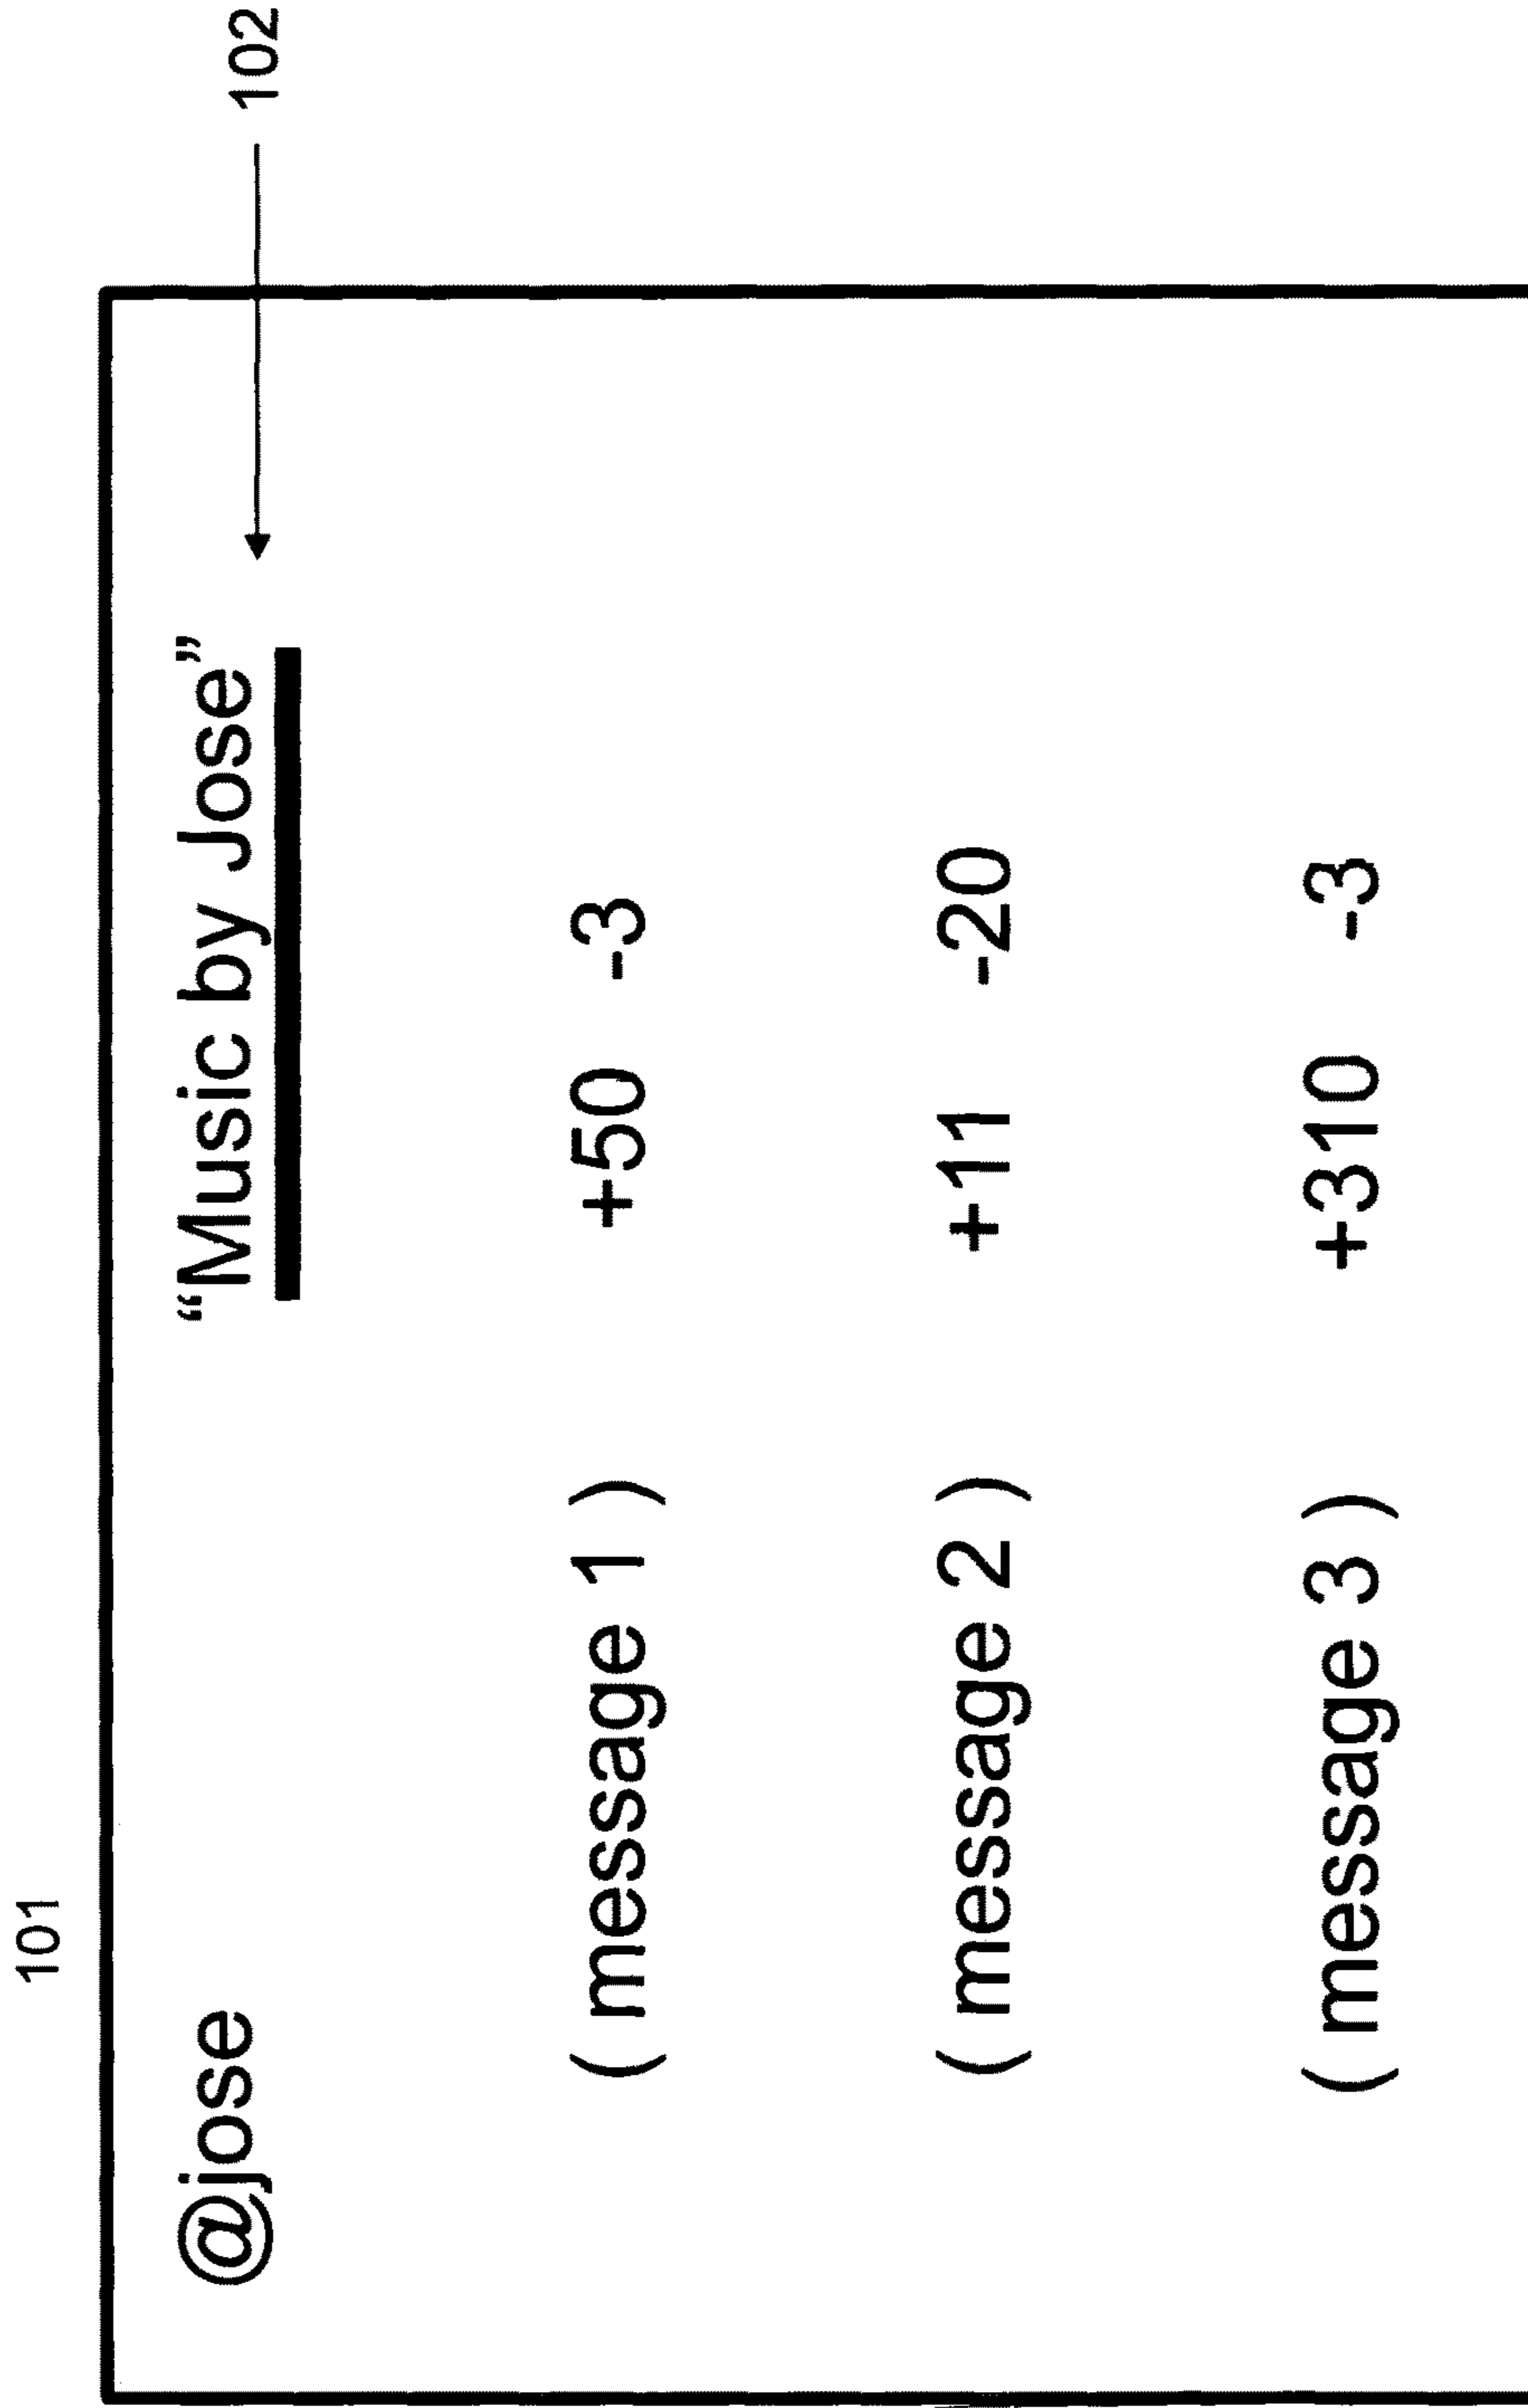 101
@jose “Music by Jose” 102
( message 1 ) +50 -3
( message 2 ) +11 -20
( message 3 ) +310 -3